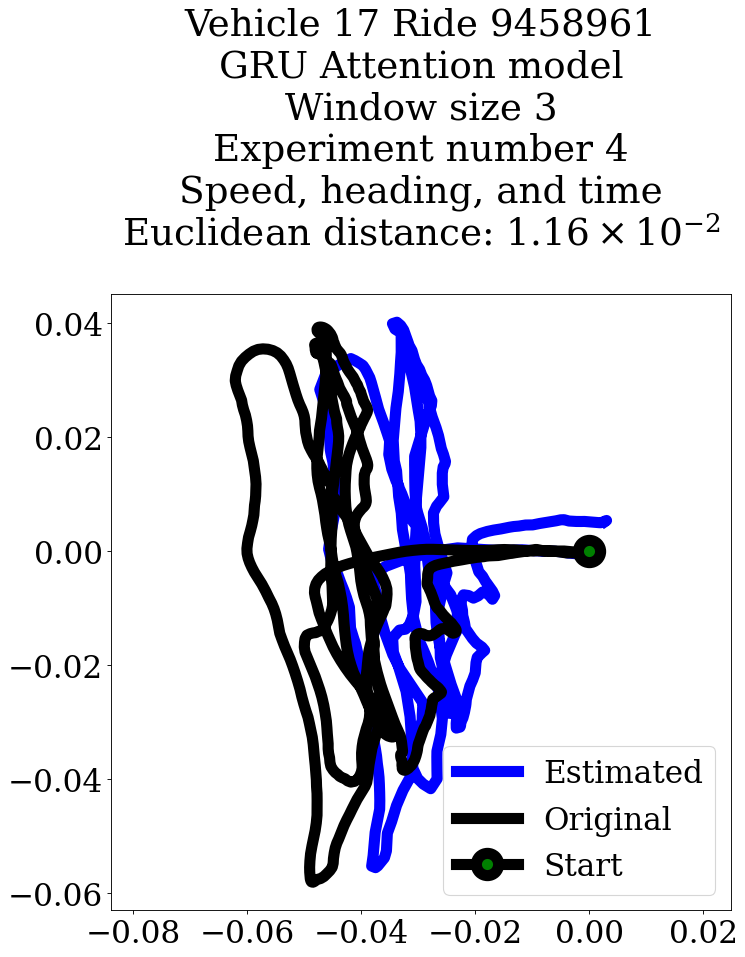 Vehicle 17 Ride 9458961
GRU Attention model
Window size 3
Experiment number 4
Speed, heading, and time
Euclidean distance: 1.16 × 10⁻²
0.04
0.02
0.00
−0.02
−0.04
−0.06
Estimated
Original
Start
−0.08 −0.06 −0.04 −0.02 0.00 0.02